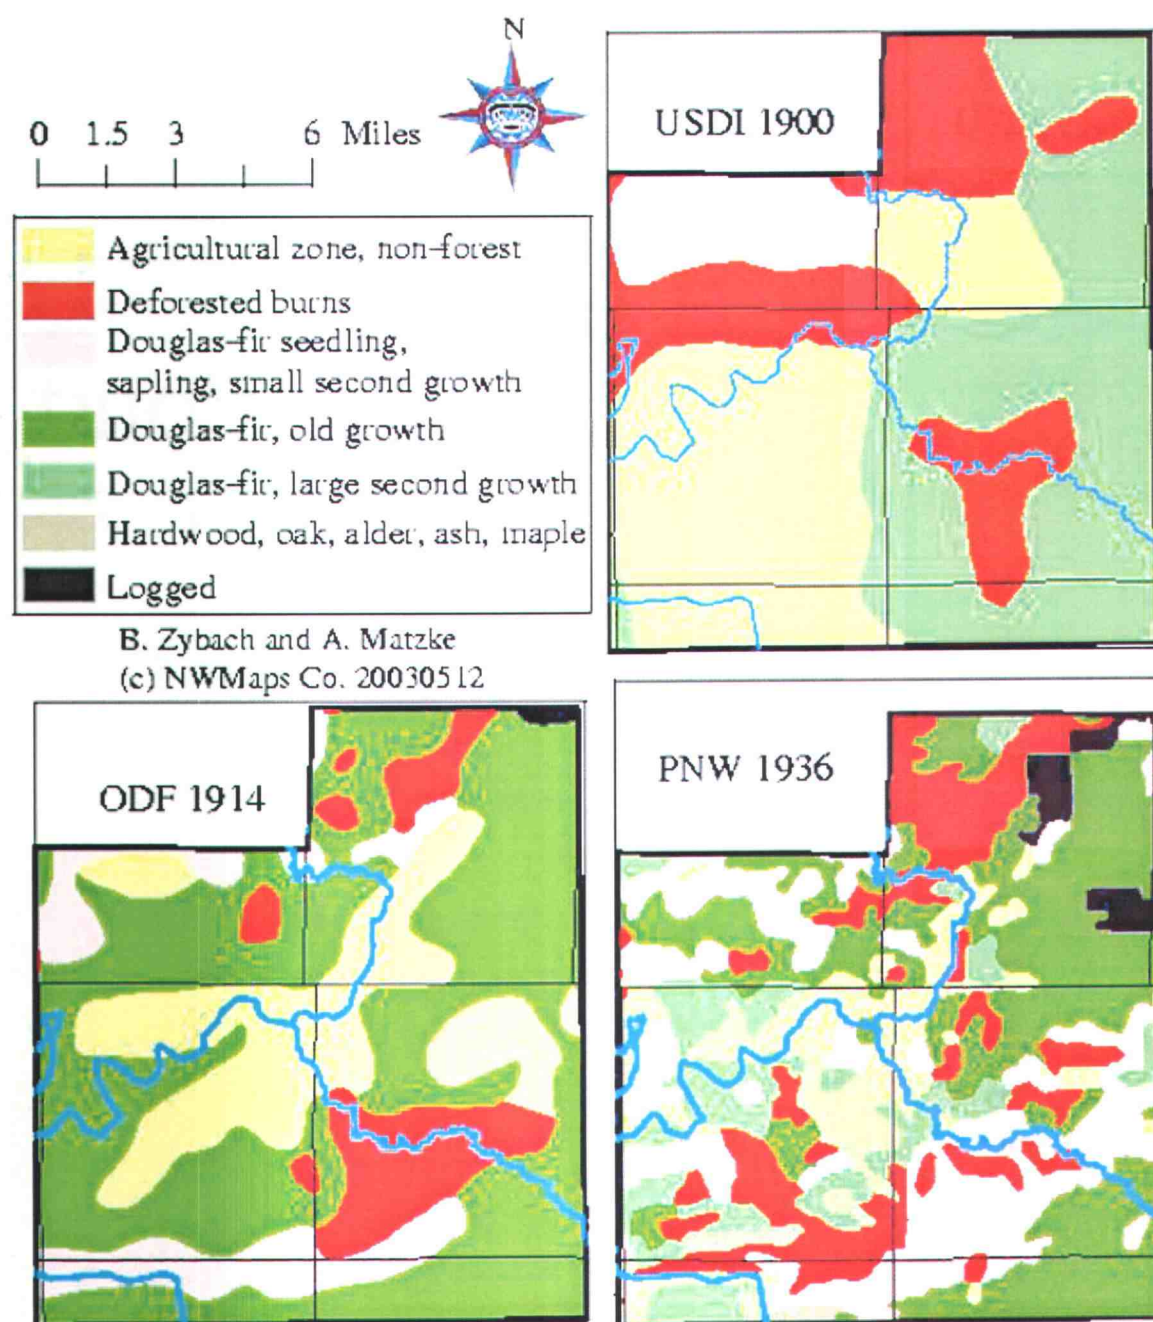 N
0 1.5 3 6 Miles
USDI 1900
Agricultural zone, non-forest
Deforested burns
Douglas-fir seedling,
sapling, small second growth
Douglas-fir, old growth
Douglas-fir, large second growth
Hardwood, oak, alder, ash, maple
Logged
B. Zybach and A. Matzke
(c) NWMaps Co. 20030512
ODF 1914
PNW 1936